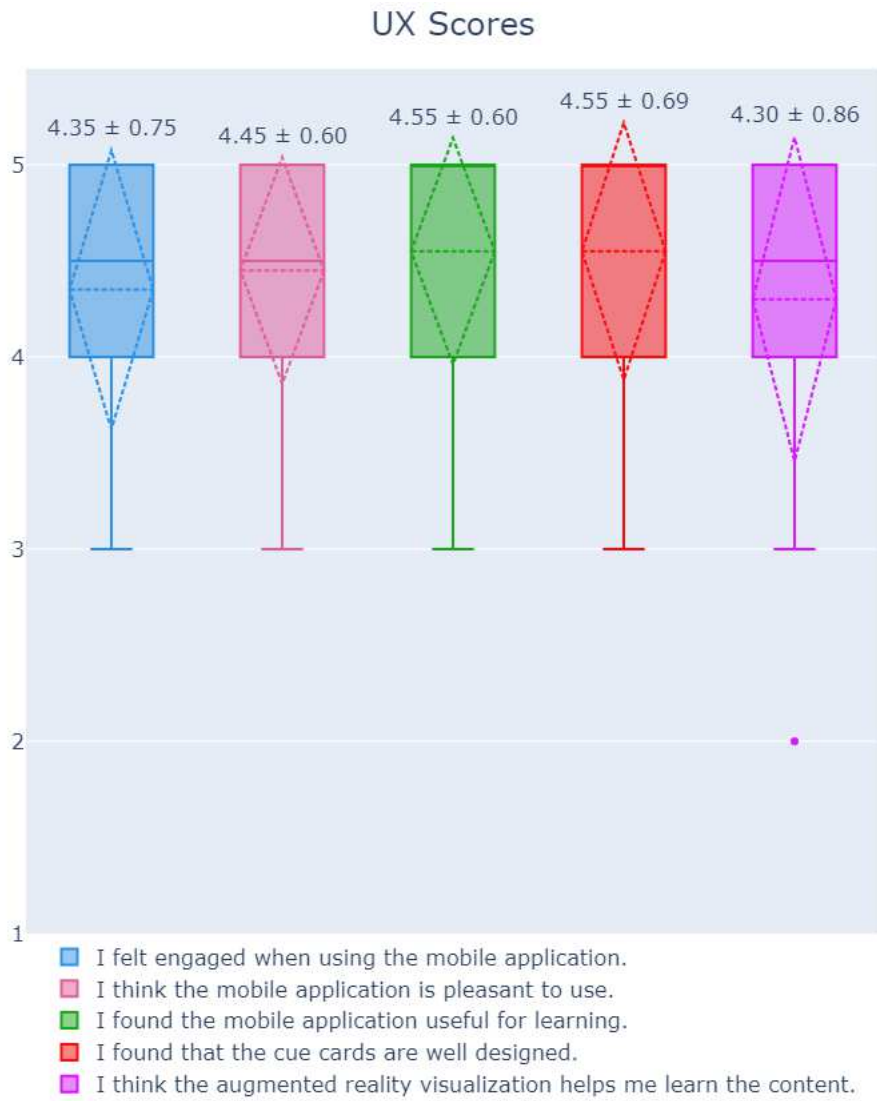 UX Scores
4.35 ± 0.75
4.45 ± 0.60
4.55 ± 0.60
4.55 ± 0.69
4.30 ± 0.86
5
4
3
2
1
I felt engaged when using the mobile application.
I think the mobile application is pleasant to use.
I found the mobile application useful for learning.
I found that the cue cards are well designed.
I think the augmented reality visualization helps me learn the content.